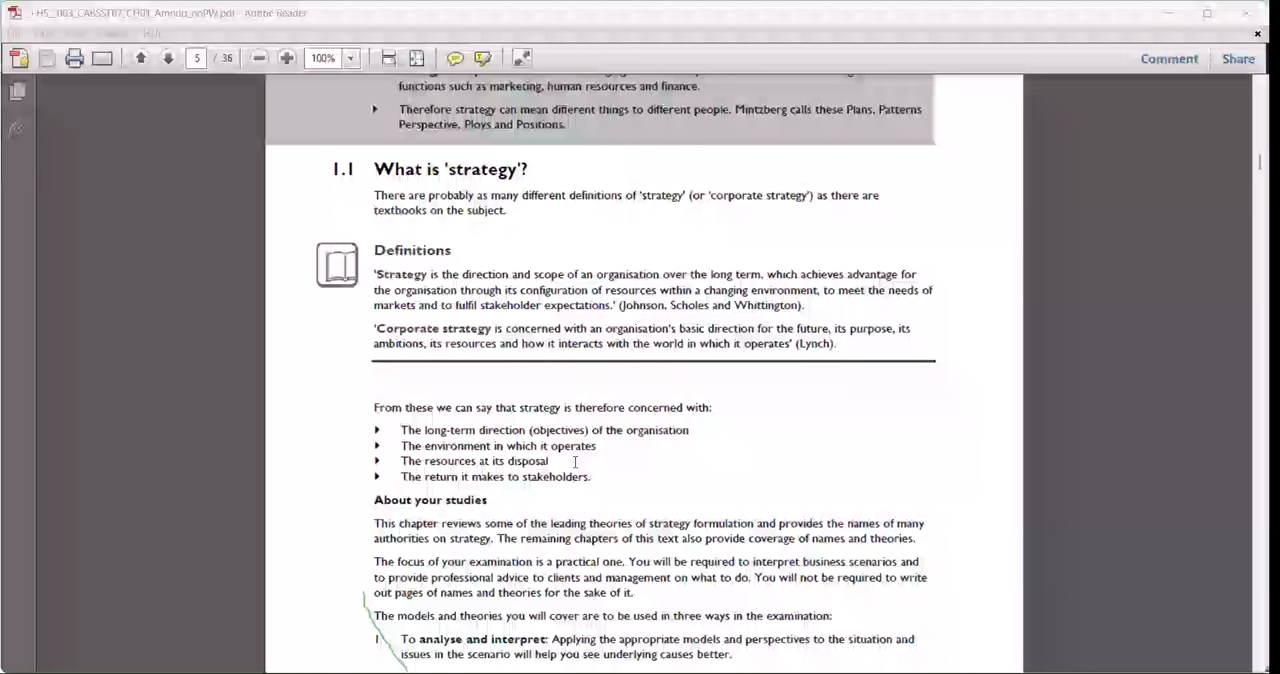 -H5__003_CABSST07_CH01_Amnoo_noPW.pdf - Adobe Reader
5 / 36
100%
Comment
Share
functions such as marketing, human resources and finance.
Therefore strategy can mean different things to different people. Mintzberg calls these Plans, Patterns
Perspective, Ploys and Positions.
1.1 What is 'strategy'?
There are probably as many different definitions of 'strategy' (or 'corporate strategy') as there are
textbooks on the subject.
Definitions
'Strategy is the direction and scope of an organisation over the long term, which achieves advantage for
the organisation through its configuration of resources within a changing environment, to meet the needs of
markets and to fulfil stakeholder expectations.' (Johnson, Scholes and Whittington).
'Corporate strategy is concerned with an organisation's basic direction for the future, its purpose, its
ambitions, its resources and how it interacts with the world in which it operates' (Lynch).
From these we can say that strategy is therefore concerned with:
The long-term direction (objectives) of the organisation
The environment in which it operates
The resources at its disposal
The return it makes to stakeholders.
About your studies
This chapter reviews some of the leading theories of strategy formulation and provides the names of many
authorities on strategy. The remaining chapters of this text also provide coverage of names and theories.
The focus of your examination is a practical one. You will be required to interpret business scenarios and
to provide professional advice to clients and management on what to do. You will not be required to write
out pages of names and theories for the sake of it.
The models and theories you will cover are to be used in three ways in the examination:
1 To analyse and interpret: Applying the appropriate models and perspectives to the situation and
issues in the scenario will help you see underlying causes better.